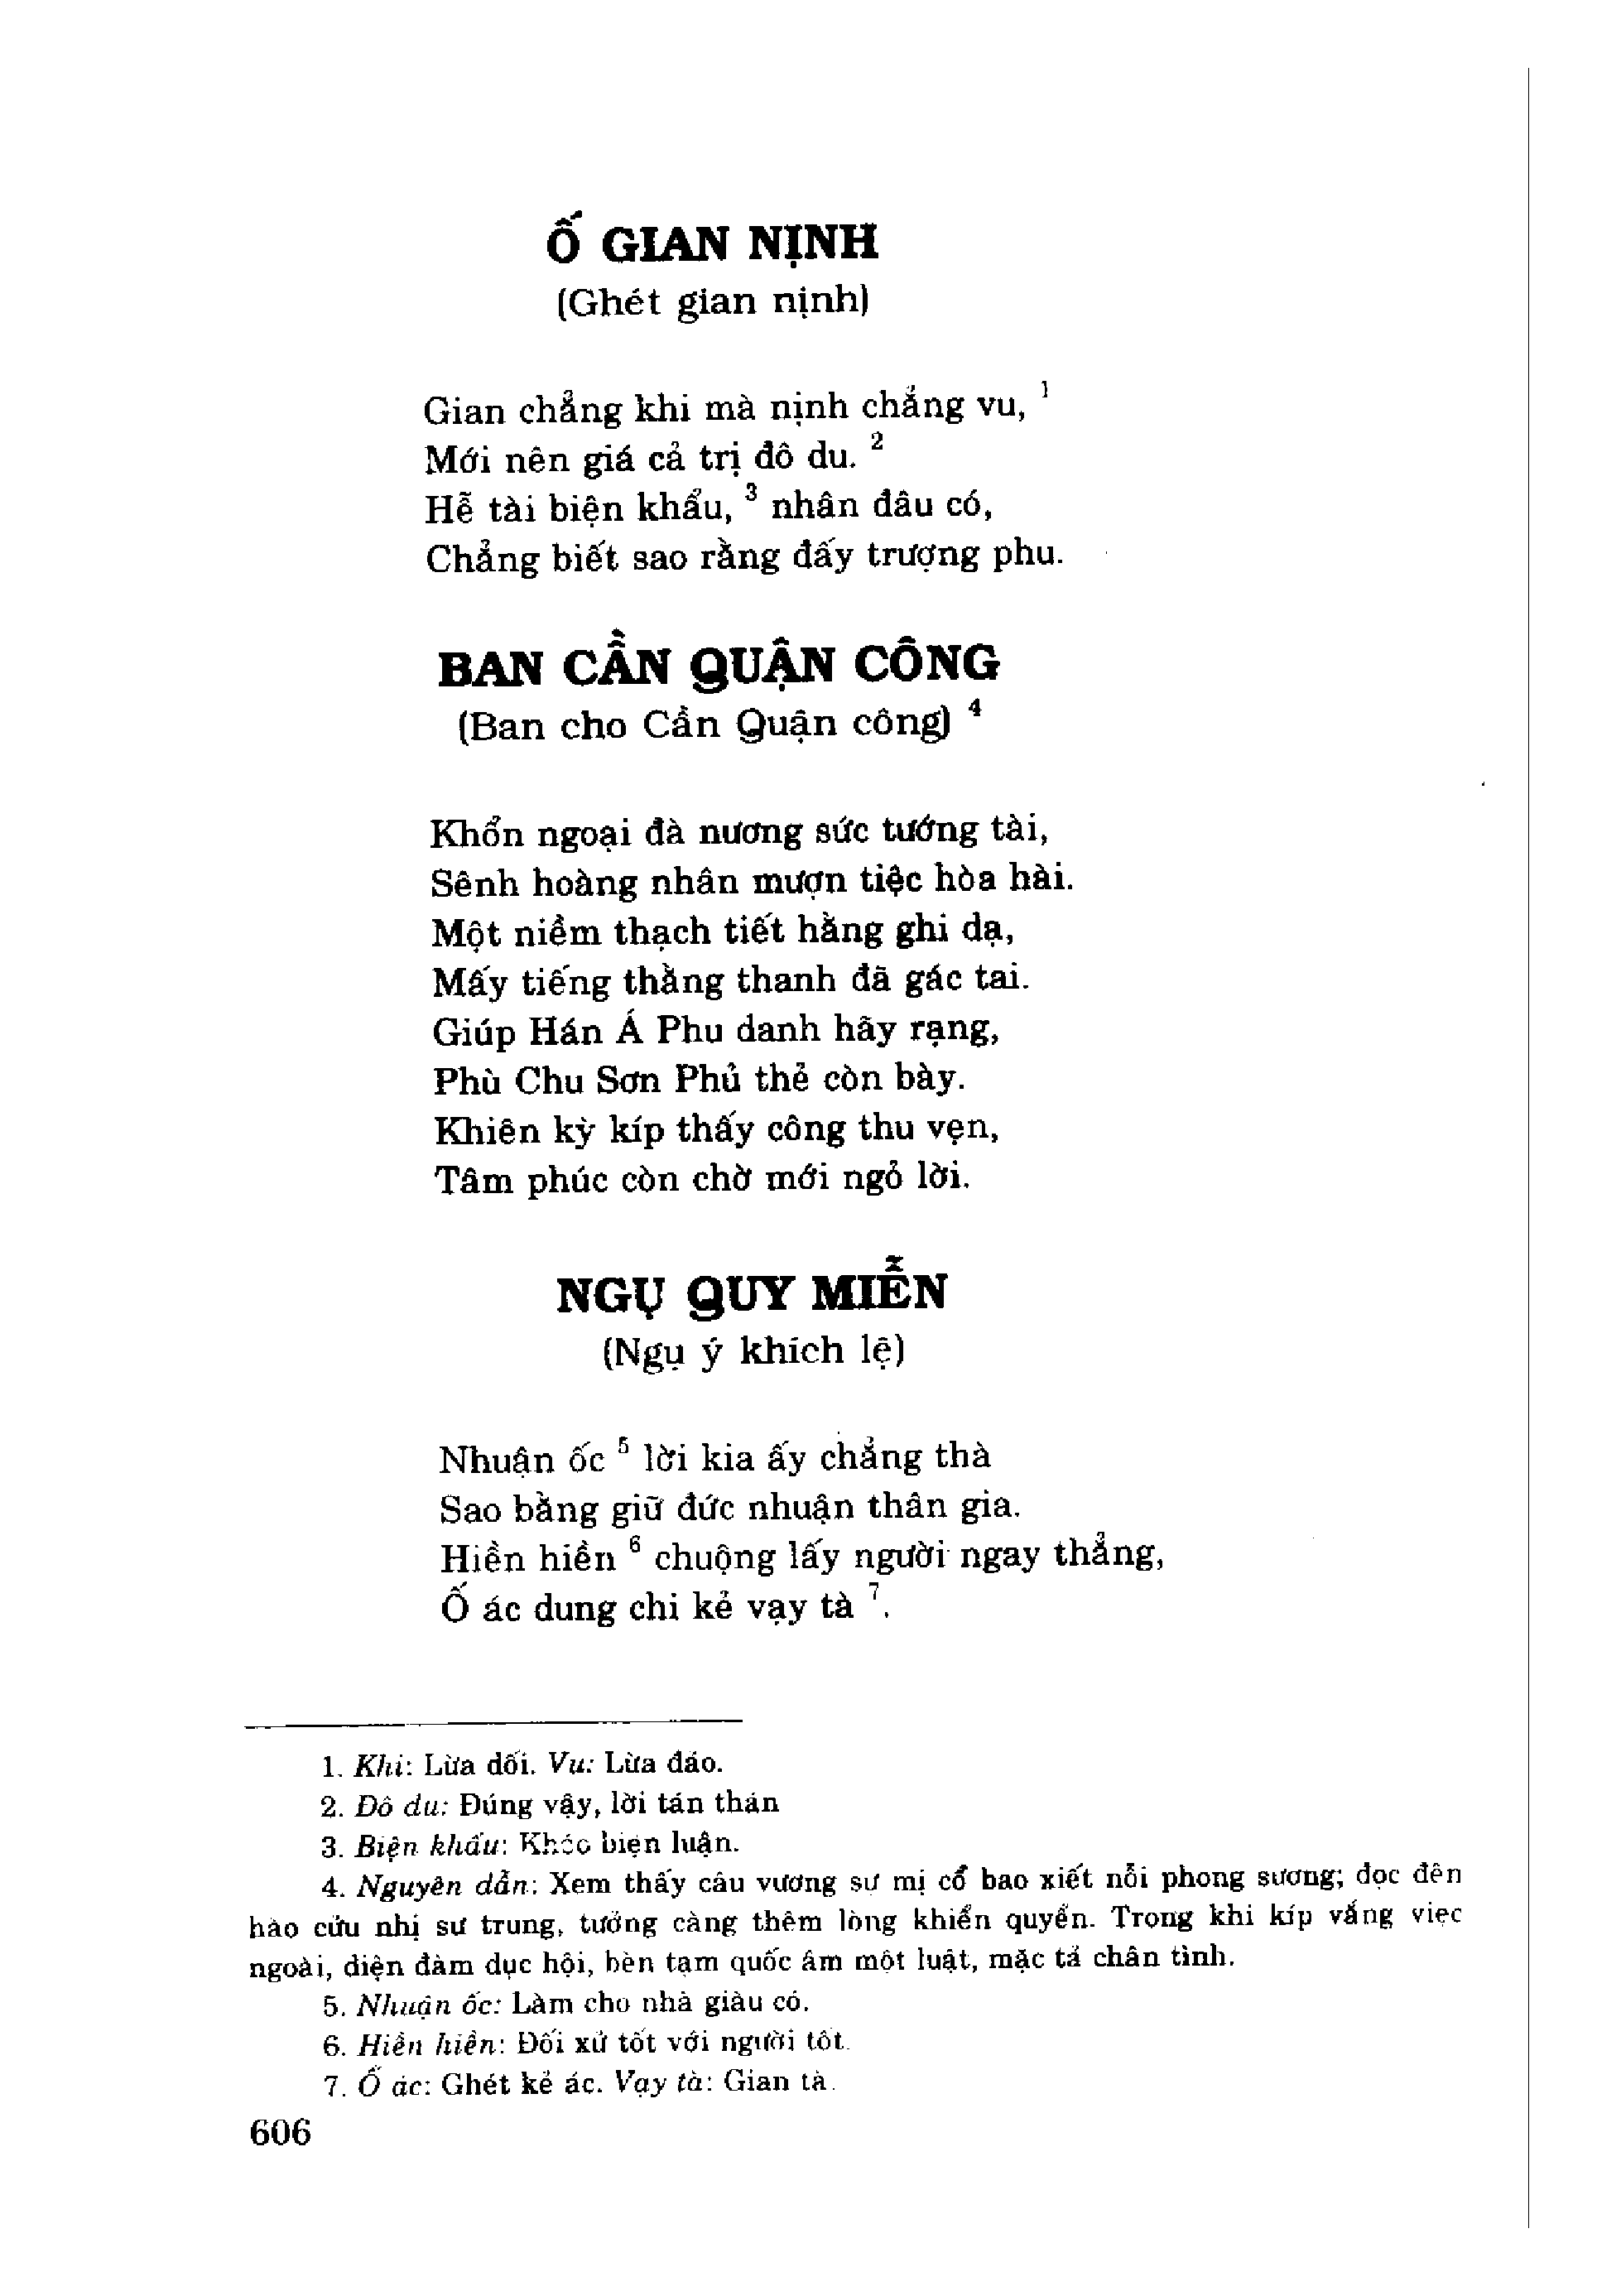 Ố GIAN NỊNH
(Ghét gian nịnh)
Gian chẳng khi mà nịnh chẳng vu, 1
Mới nên giá cả trị đô du. 2
Hễ tài biện khẩu, 3 nhân đâu có,
Chẳng biết sao rằng đấy trượng phu.
BAN CẦN QUẬN CÔNG
(Ban cho Cần Quận công) 4
Khổn ngoại đà nương sức tướng tài,
Sênh hoàng nhân mượn tiệc hòa hài.
Một niềm thạch tiết hằng ghi dạ,
Mấy tiếng thằng thanh đã gác tai.
Giúp Hán Á Phu danh hãy rạng,
Phù Chu Sơn Phủ thẻ còn bày.
Khiên kỳ kíp thấy công thu vẹn,
Tâm phúc còn chờ mới ngỏ lời.
NGỤ QUY MIỄN
(Ngụ ý khích lệ)
Nhuận ốc 5 lời kia ấy chẳng thà
Sao bằng giữ đức nhuận thân gia.
Hiền hiền 6 chuộng lấy người ngay thẳng,
Ố ác dung chi kẻ vạy tà 7.
1. Khi: Lừa dối. Vu: Lừa đảo.
2. Đô du: Đúng vậy, lời tán thán
3. Biện khẩu: Khéo biện luận.
4. Nguyên dẫn: Xem thấy câu vương sự mị cổ bao xiết nỗi phong sương; đọc đến
hào cửu nhị sư trung, tưởng càng thêm lòng khiển quyển. Trong khi kíp vắng việc
ngoài, diện đàm dục hội, bèn tạm quốc âm một luật, mặc tả chân tình.
5. Nhuận ốc: Làm cho nhà giàu có.
6. Hiền hiền: Đối xử tốt với người tốt.
7. Ố ác: Ghét kẻ ác. Vạy tà: Gian tà.
606